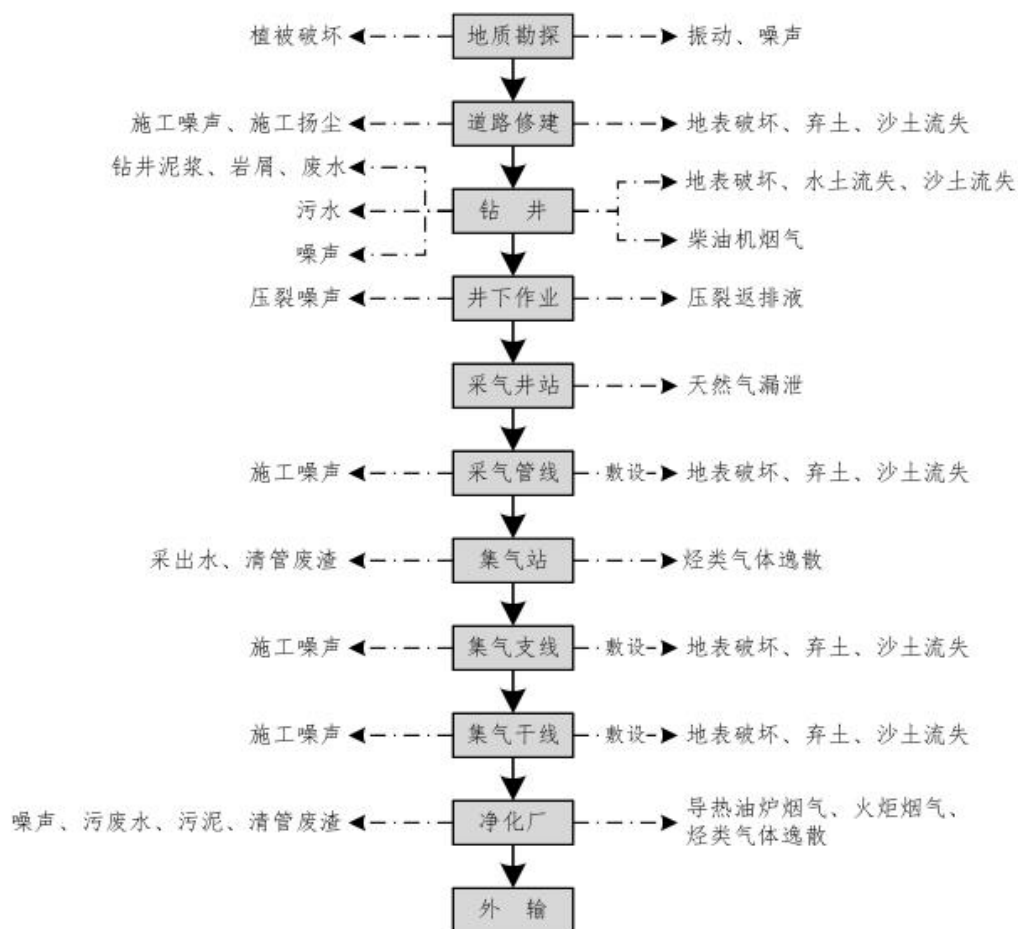 植被破坏 地质勘探 振动、噪声
施工噪声、施工扬尘 道路修建 地表破坏、弃土、沙土流失
钻井泥浆、岩屑、废水
地表破坏、水土流失、沙土流失
污水 钻 井
柴油机烟气
噪声
压裂噪声 井下作业 压裂返排液
采气井站 天然气漏泄
施工噪声 采气管线 敷设 地表破坏、弃土、沙土流失
采出水、清管废渣 集气站 烃类气体逸散
施工噪声 集气支线 敷设 地表破坏、弃土、沙土流失
施工噪声 集气干线 敷设 地表破坏、弃土、沙土流失
噪声、污废水、污泥、清管废渣 净化厂 导热油炉烟气、火炬烟气、
烃类气体逸散
外 输